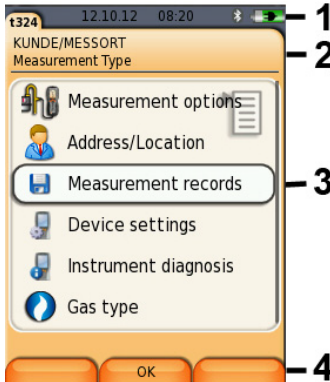 t324 12.10.12 08:20 1
KUNDE/MESSORT
Measurement Type 2
Measurement options
Address/Location
Measurement records 3
Device settings
Instrument diagnosis
Gas type
OK 4